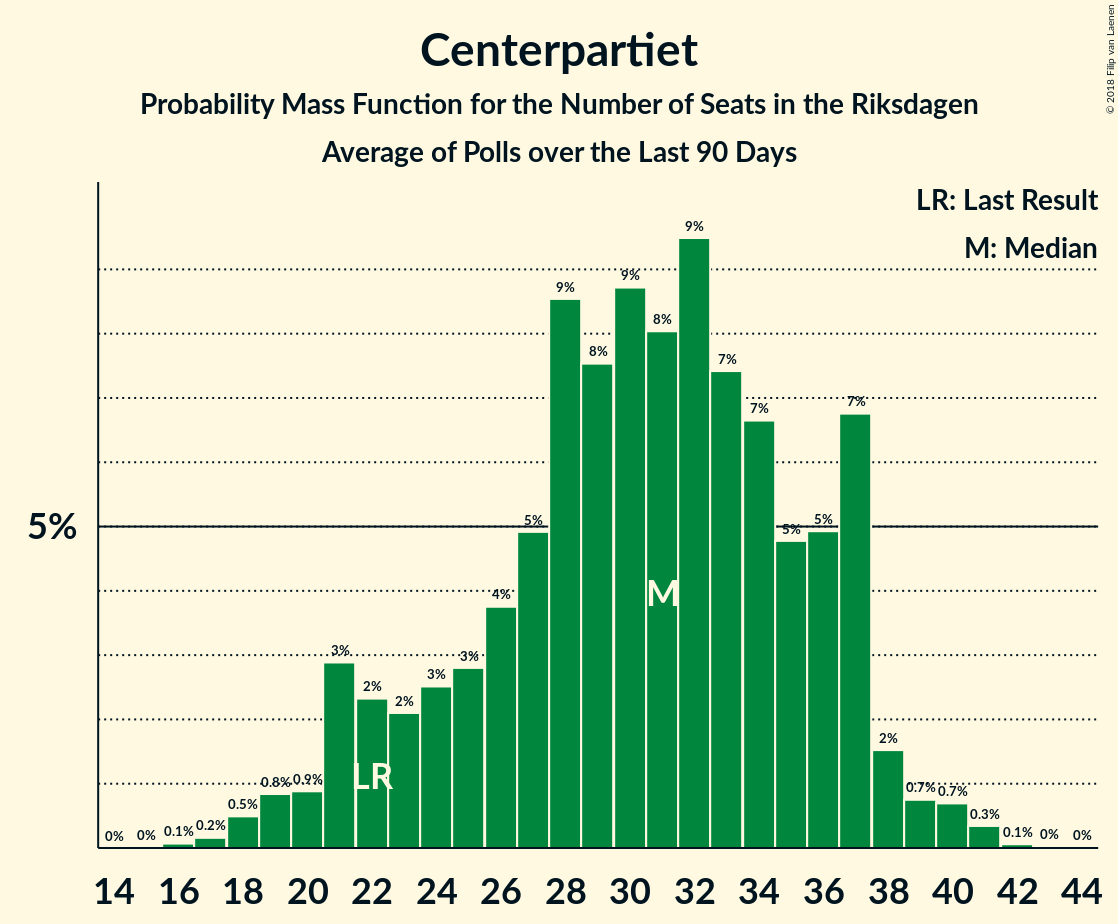 Centerpartiet
Probability Mass Function for the Number of Seats in the Riksdagen
Average of Polls over the Last 90 Days
© 2018 Filip van Laenen
LR: Last Result
M: Median
5%
0% 0% 0.1% 0.2% 0.5% 0.8% 0.9% 3% 2% 2% 3% 3% 4% 5% 9% 8% 9% 8% 9% 7% 7% 5% 5% 7% 2% 0.7% 0.7% 0.3% 0.1% 0% 0%
M
LR
14 16 18 20 22 24 26 28 30 32 34 36 38 40 42 44